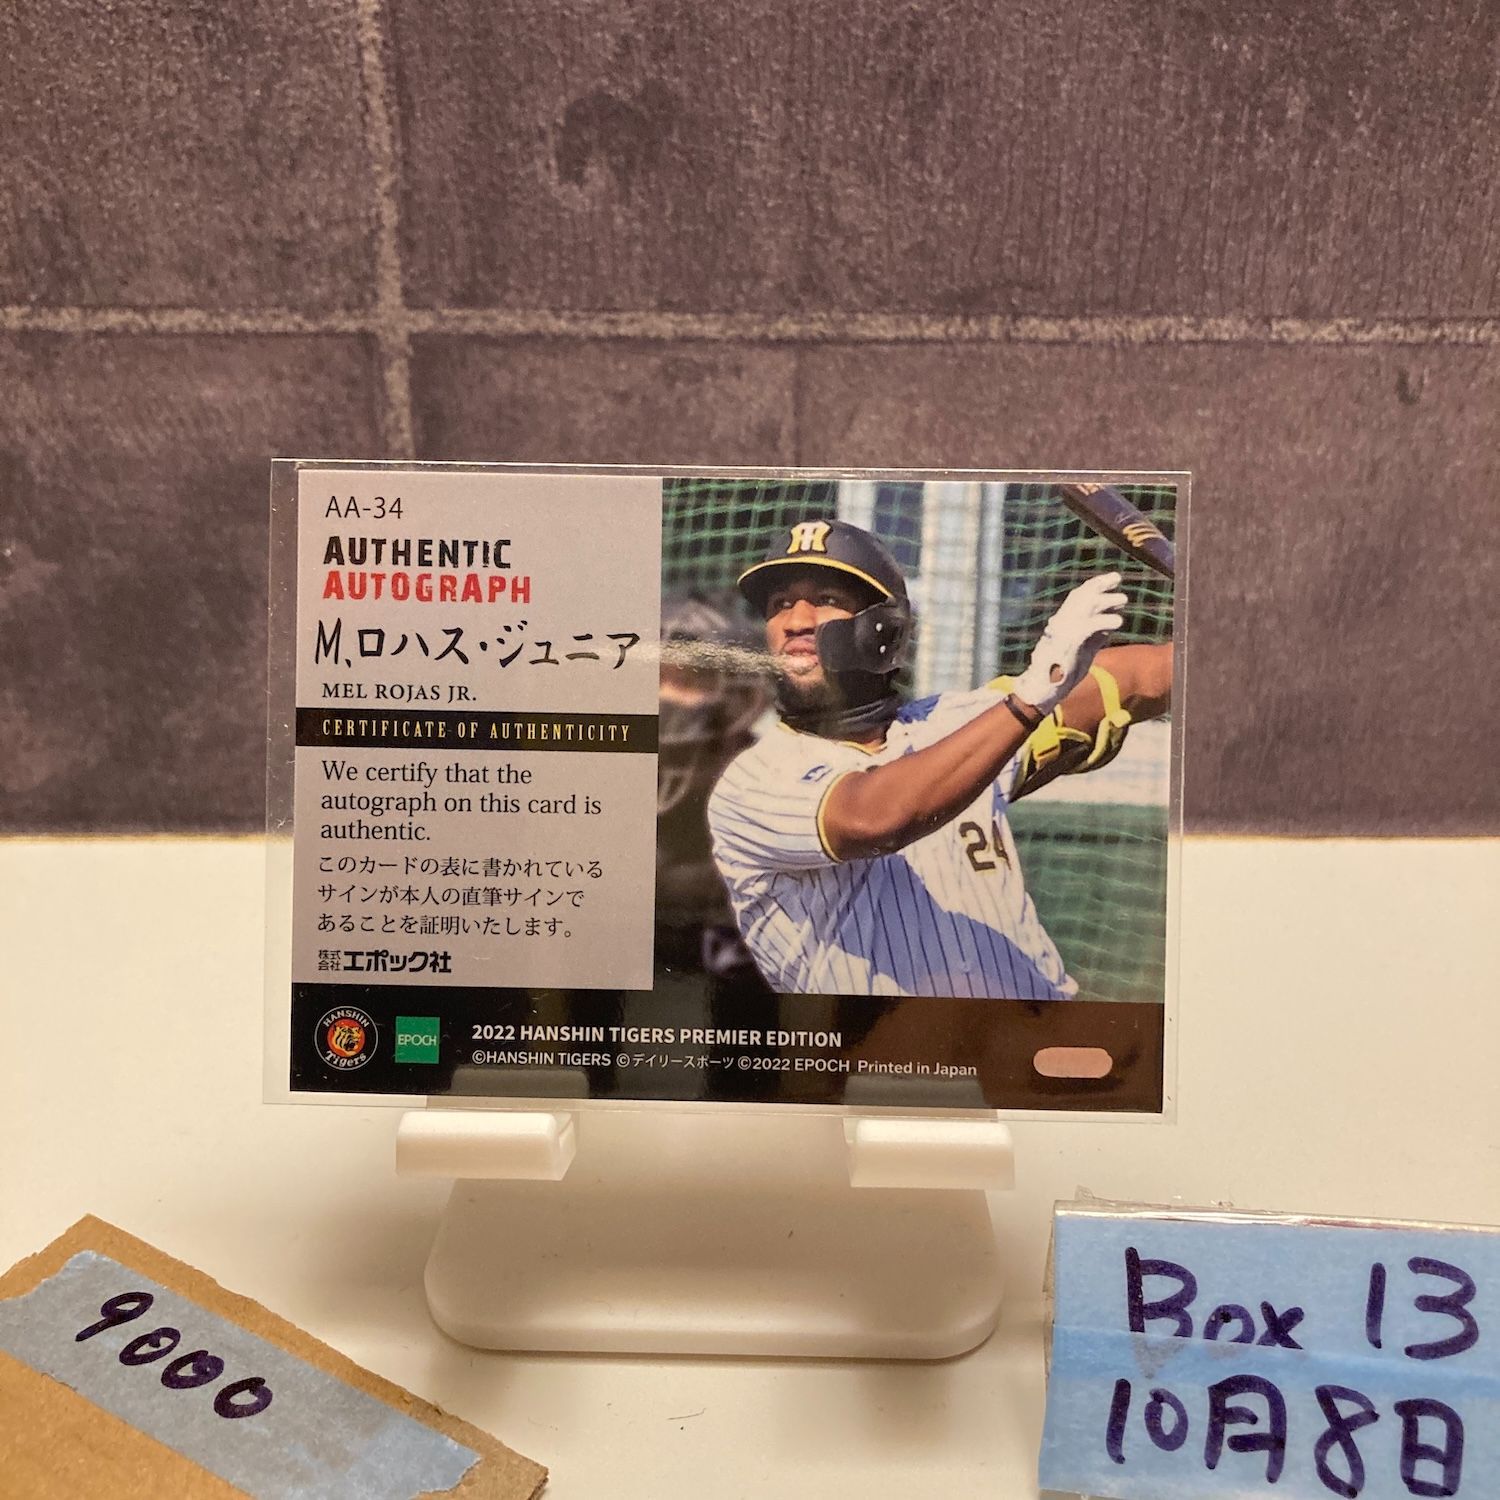 AA-34
AUTHENTIC
AUTOGRAPH
M.ロハス・ジュニア
MEL ROJAS JR.
CERTIFICATE OF AUTHENTICITY
We certify that the
autograph on this card is
authentic.
このカードの表に書かれている
サインが本人の直筆サインで
あることを証明いたします。
株式会社エポック社
24
HANSHIN
Tigers
EPOCH
2022 HANSHIN TIGERS PREMIER EDITION
©HANSHIN TIGERS ©デイリースポーツ ©2022 EPOCH Printed in Japan
9000
Box 13
10月8日